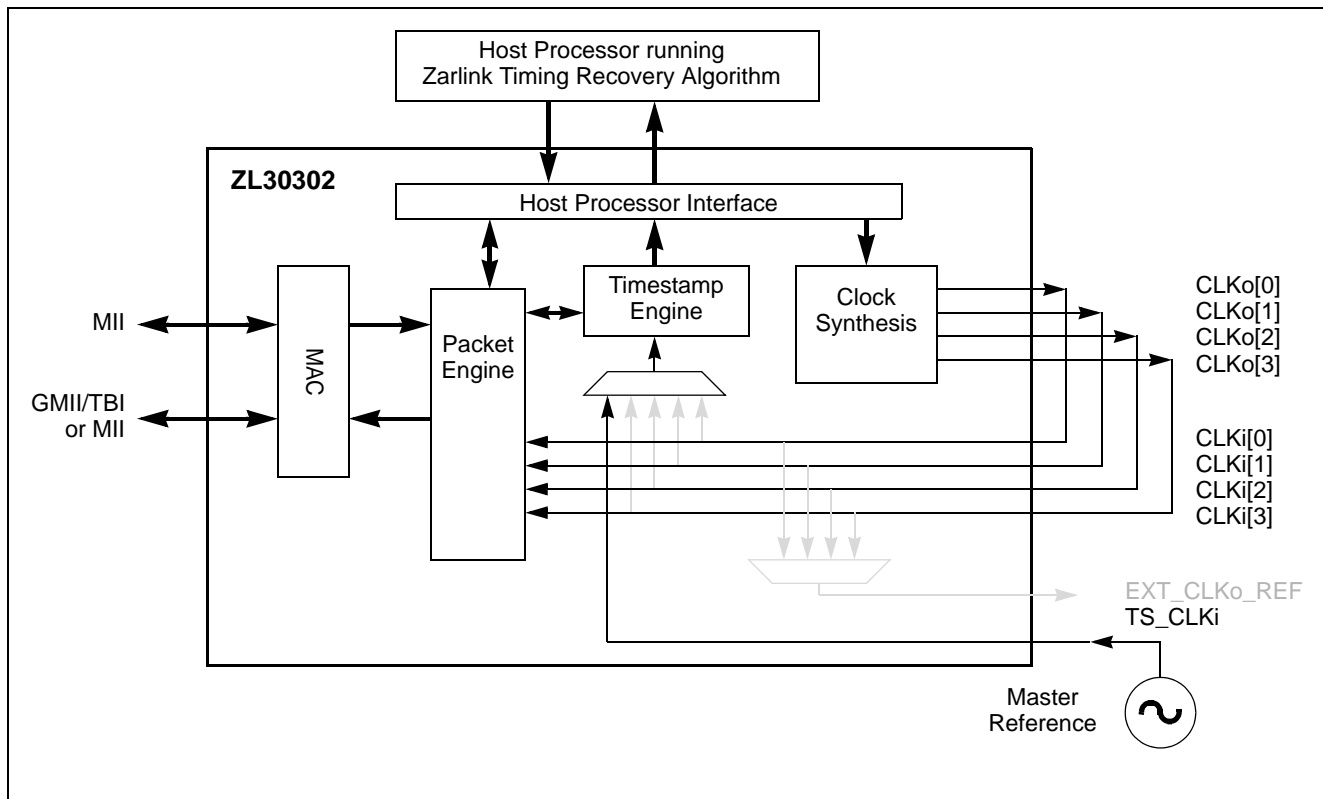 Host Processor running
Zarlink Timing Recovery Algorithm
ZL30302
Host Processor Interface
MII
GMII/TBI
or MII
MAC
Packet
Engine
Timestamp
Engine
Clock
Synthesis
CLKo[0]
CLKo[1]
CLKo[2]
CLKo[3]
CLKi[0]
CLKi[1]
CLKi[2]
CLKi[3]
EXT_CLKo_REF
TS_CLKi
Master
Reference